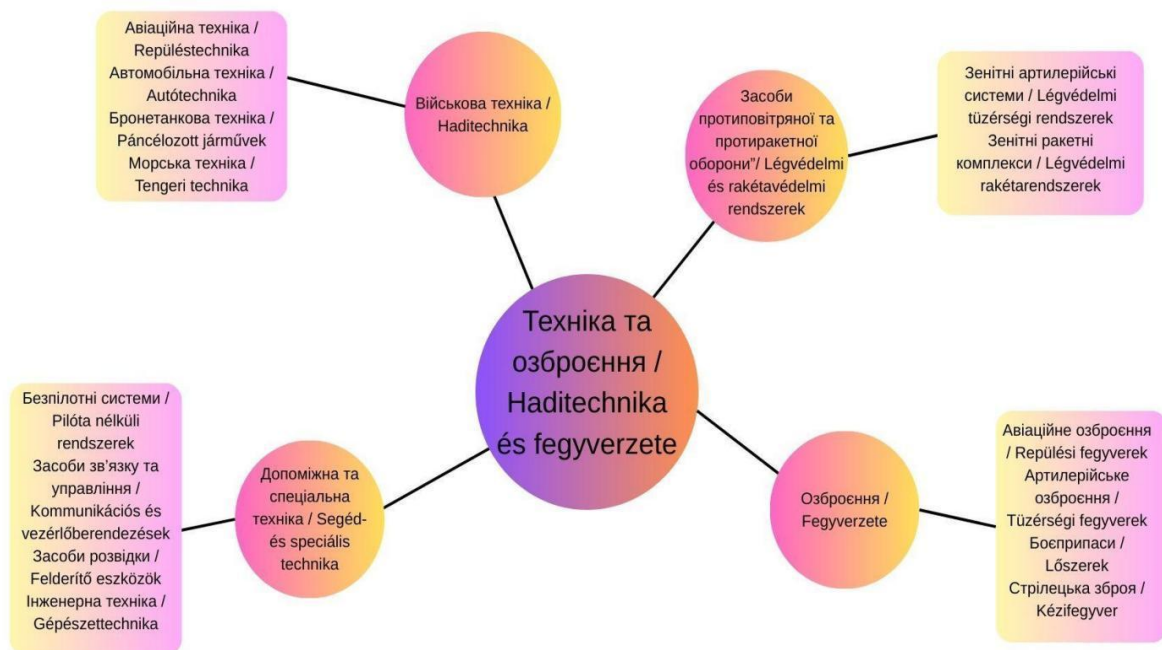 Авіаційна техніка /
Repüléstechnika
Автомобільна техніка /
Autótechnika
Бронетанкова техніка /
Páncélozott járművek
Морська техніка /
Tengeri technika
Військова техніка /
Haditechnika
Засоби
протиповітряної та
протиракетної
оборони”/ Légvédelmi
és rakétavédelmi
rendszerek
Зенітні артилерійські
системи / Légvédelmi
tüzérségi rendszerek
Зенітні ракетні
комплекси / Légvédelmi
rakétarendszerek
Техніка та
озброєння /
Haditechnika
és fegyverzete
Безпілотні системи /
Pilóta nélküli
rendszerek
Засоби зв’язку та
управління /
Kommunikációs és
vezérlőberendezések
Засоби розвідки /
Felderítő eszközök
Інженерна техніка /
Gépészettechnika
Допоміжна та
спеціальна
техніка / Segéd-
és speciális
technika
Озброєння /
Fegyverzete
Авіаційне озброєння
/ Repülési fegyverek
Артилерійське
озброєння /
Tüzérségi fegyverek
Боєприпаси /
Lőszerek
Стрілецька зброя /
Kézifegyver